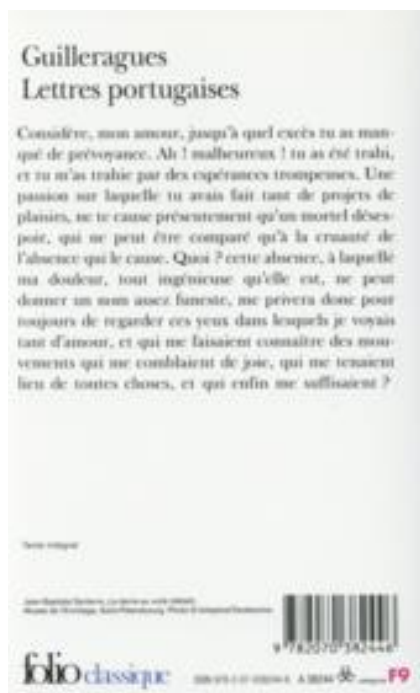 Guilleragues
Lettres portugaises
Considère, mon amour, jusqu'à quel excès tu as man-
qué de prévoyance. Ah ! malheureux ! tu as été trahi,
et tu m'as trahie par des espérances trompeuses. Une
passion sur laquelle tu avais fait tant de projets de
plaisirs, ne te cause présentement qu'un mortel déses-
poir, qui ne peut être comparé qu'à la cruauté de
l'absence qui le cause. Quoi ? cette absence, à laquelle
ma douleur, tout ingénieuse qu'elle est, ne peut
donner un nom assez funeste, me privera donc pour
toujours de regarder ces yeux dans lesquels je voyais
tant d'amour, et qui me faisaient connaître des mou-
vements qui me comblaient de joie, qui me tenaient
lieu de toutes choses, et qui enfin me suffisaient ?
Texte intégral
9 782070 382446
folio classique
F9